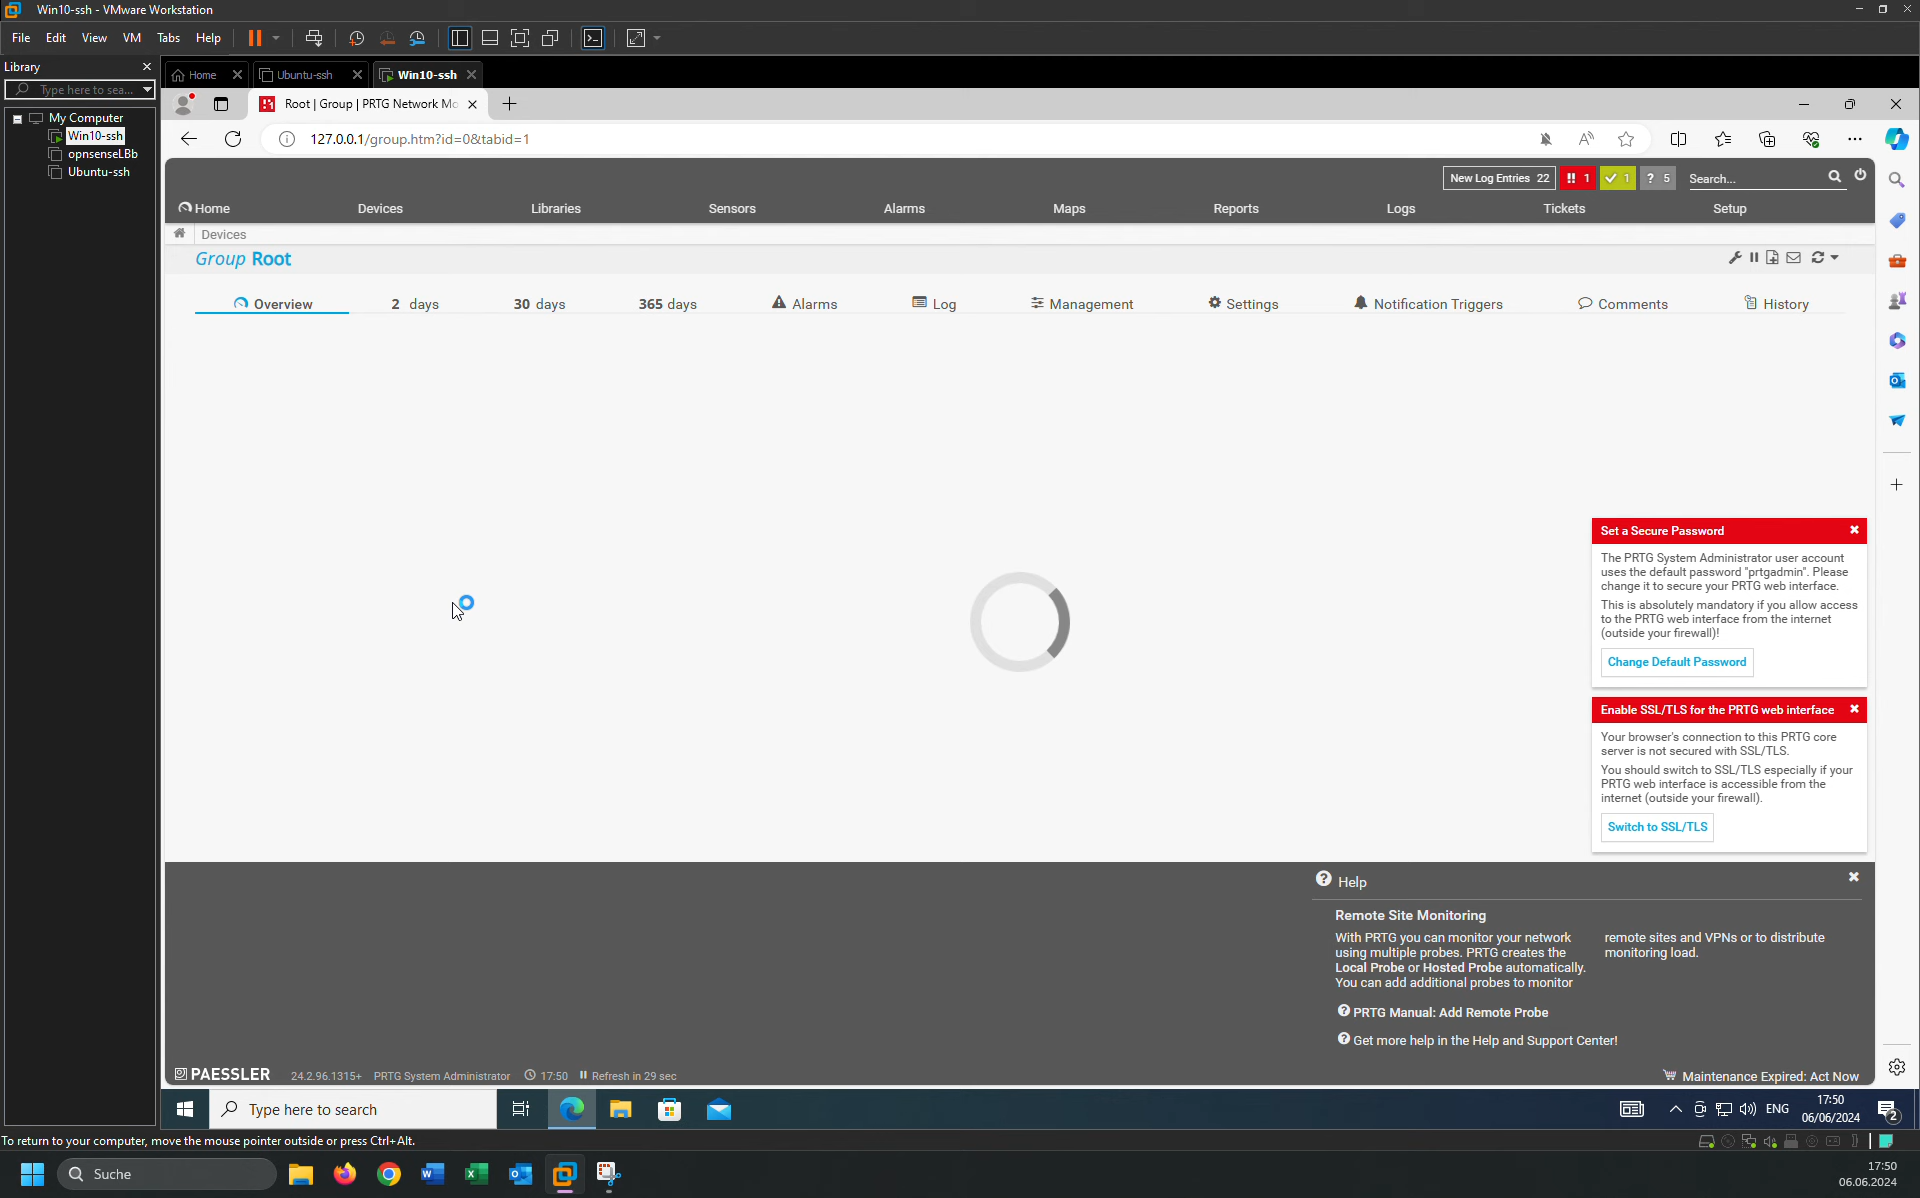 Win10-ssh - VMware Workstation
File Edit View VM Tabs Help
Library
Type here to sea...
My Computer
Win10-ssh
opnsenseLBb
Ubuntu-ssh
Home Ubuntu-ssh Win10-ssh
Root | Group | PRTG Network Mo
127.0.0.1/group.htm?id=0&tabid=1
New Log Entries 22 1 1 ? 5 Search...
Home Devices Libraries Sensors Alarms Maps Reports Logs Tickets Setup
Devices
Group Root
Overview 2 days 30 days 365 days Alarms Log Management Settings Notification Triggers Comments History
Set a Secure Password
The PRTG System Administrator user account
uses the default password "prtgadmin". Please
change it to secure your PRTG web interface.
This is absolutely mandatory if you allow access
to the PRTG web interface from the internet
(outside your firewall)!
Change Default Password
Enable SSL/TLS for the PRTG web interface
Your browser's connection to this PRTG core
server is not secured with SSL/TLS.
You should switch to SSL/TLS especially if your
PRTG web interface is accessible from the
internet (outside your firewall).
Switch to SSL/TLS
Help
Remote Site Monitoring
With PRTG you can monitor your network
using multiple probes. PRTG creates the
Local Probe or Hosted Probe automatically.
You can add additional probes to monitor
remote sites and VPNs or to distribute
monitoring load.
PRTG Manual: Add Remote Probe
Get more help in the Help and Support Center!
PAESSLER 24.2.96.1315+ PRTG System Administrator 17:50 Refresh in 29 sec
Maintenance Expired: Act Now
Type here to search
ENG
17:50
06/06/2024
2
To return to your computer, move the mouse pointer outside or press Ctrl+Alt.
Suche
17:50
06.06.2024